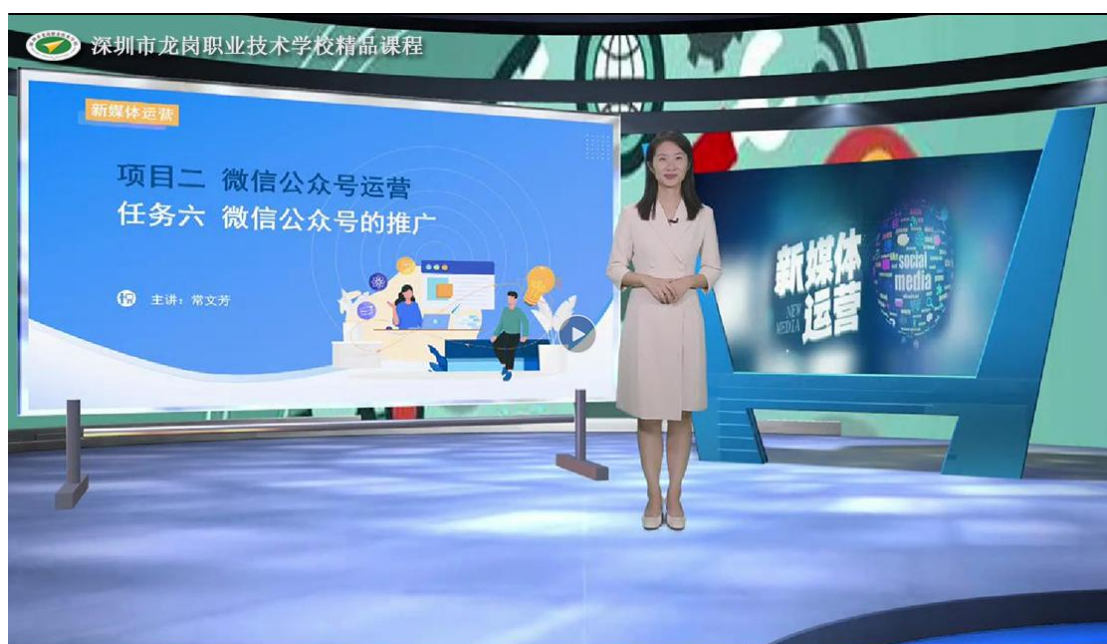 深圳市龙岗职业技术学校精品课程
新媒体运营
项目二 微信公众号运营
任务六 微信公众号的推广
主讲：常文芳
新媒体
运营
NEW
MEDIA
social
media